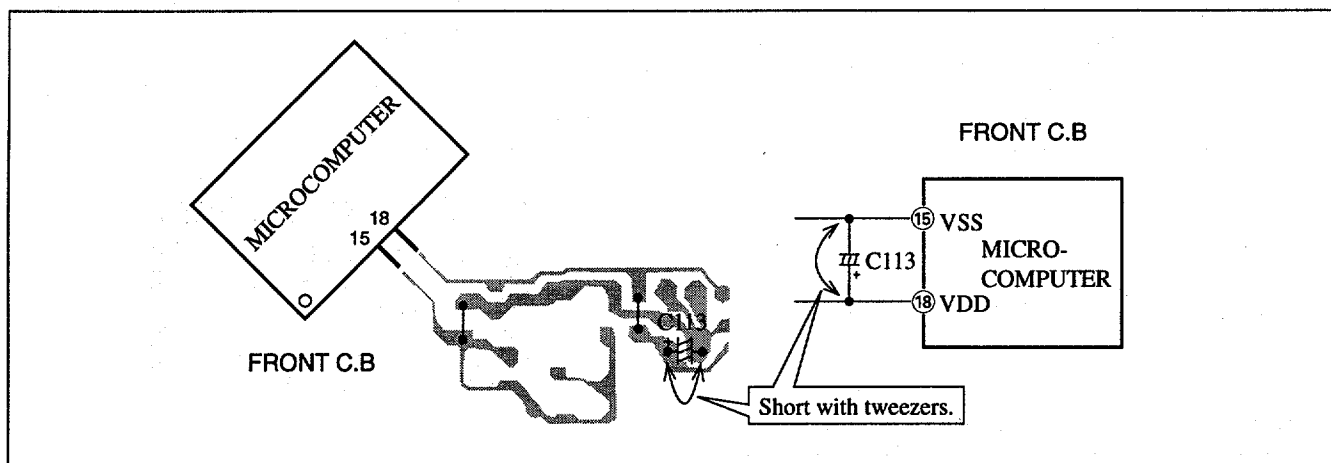 MICROCOMPUTER
18
15
FRONT C.B
C113
+
FRONT C.B
15 VSS
C113
+
MICRO-
COMPUTER
18 VDD
Short with tweezers.